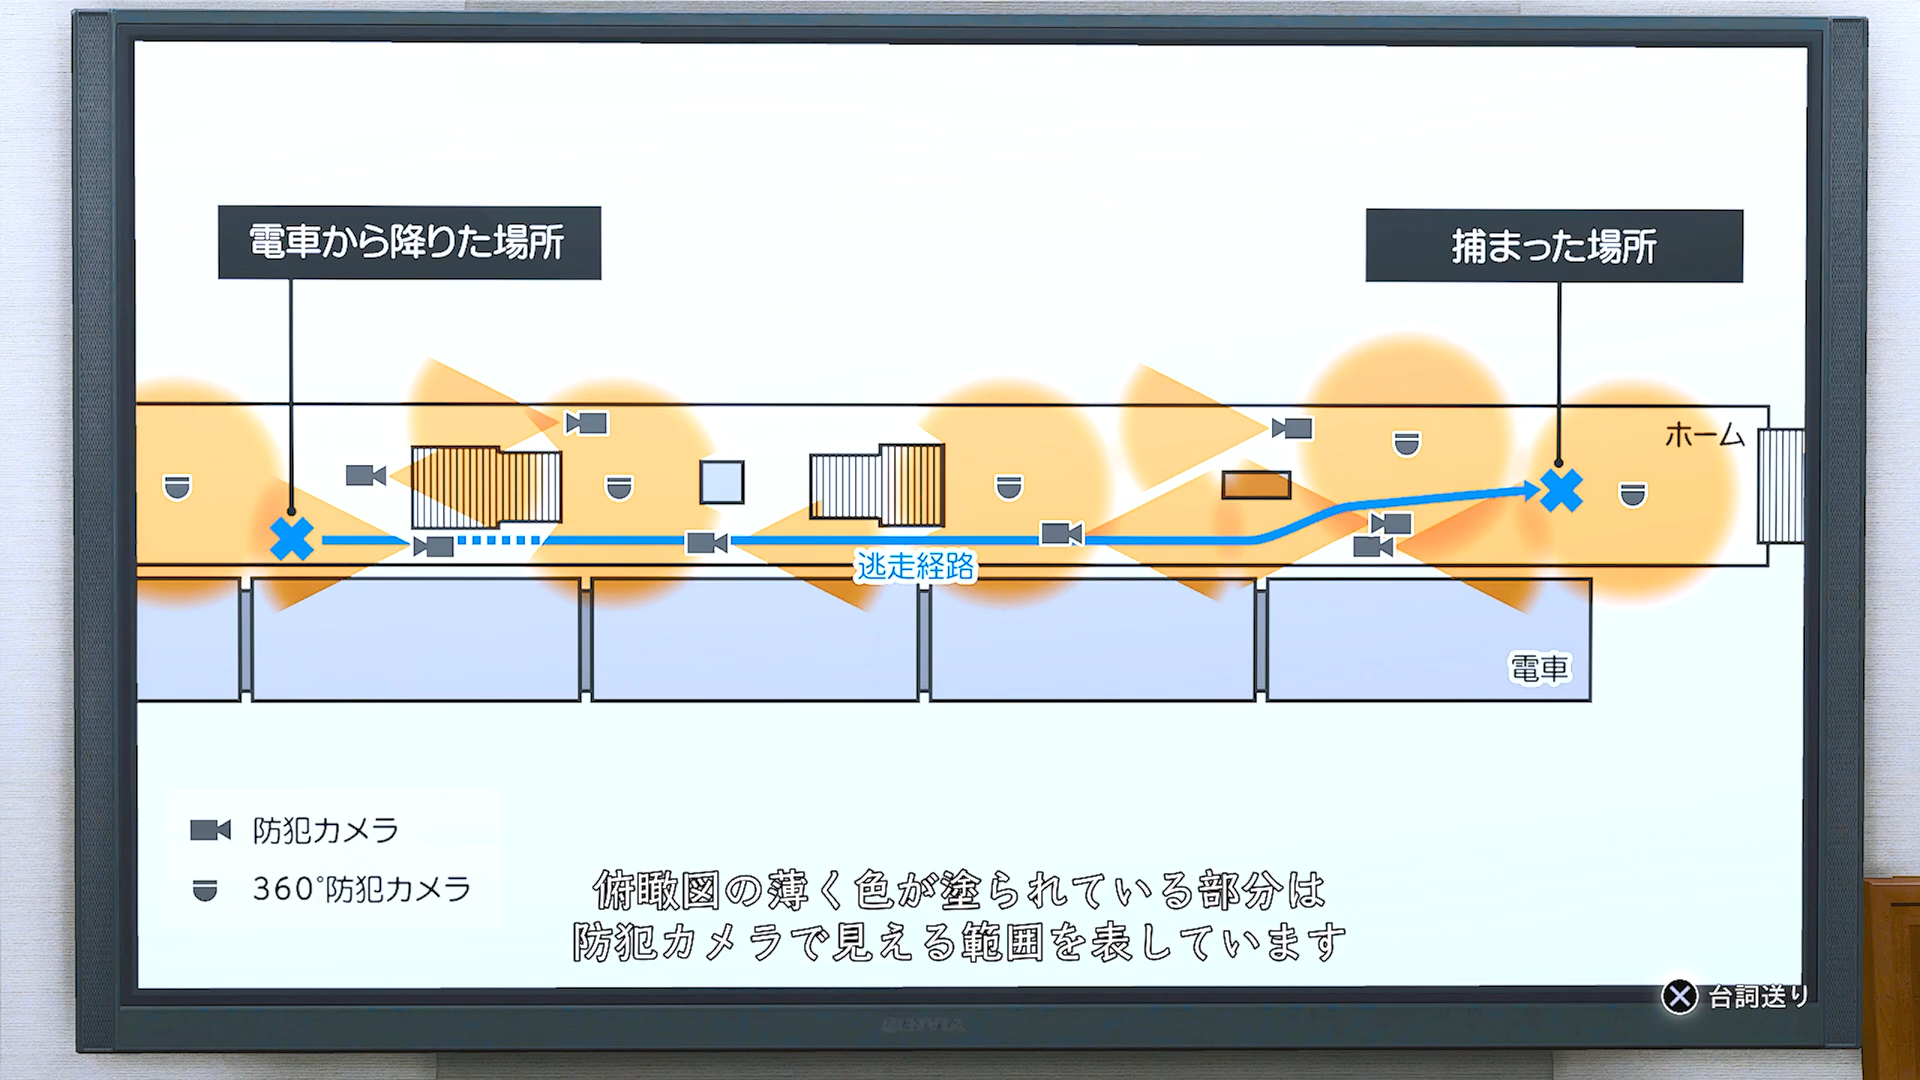 電車から降りた場所
捕まった場所
ホーム
逃走経路
電車
防犯カメラ
360°防犯カメラ
俯瞰図の薄く色が塗られている部分は
防犯カメラで見える範囲を表しています
台詞送り